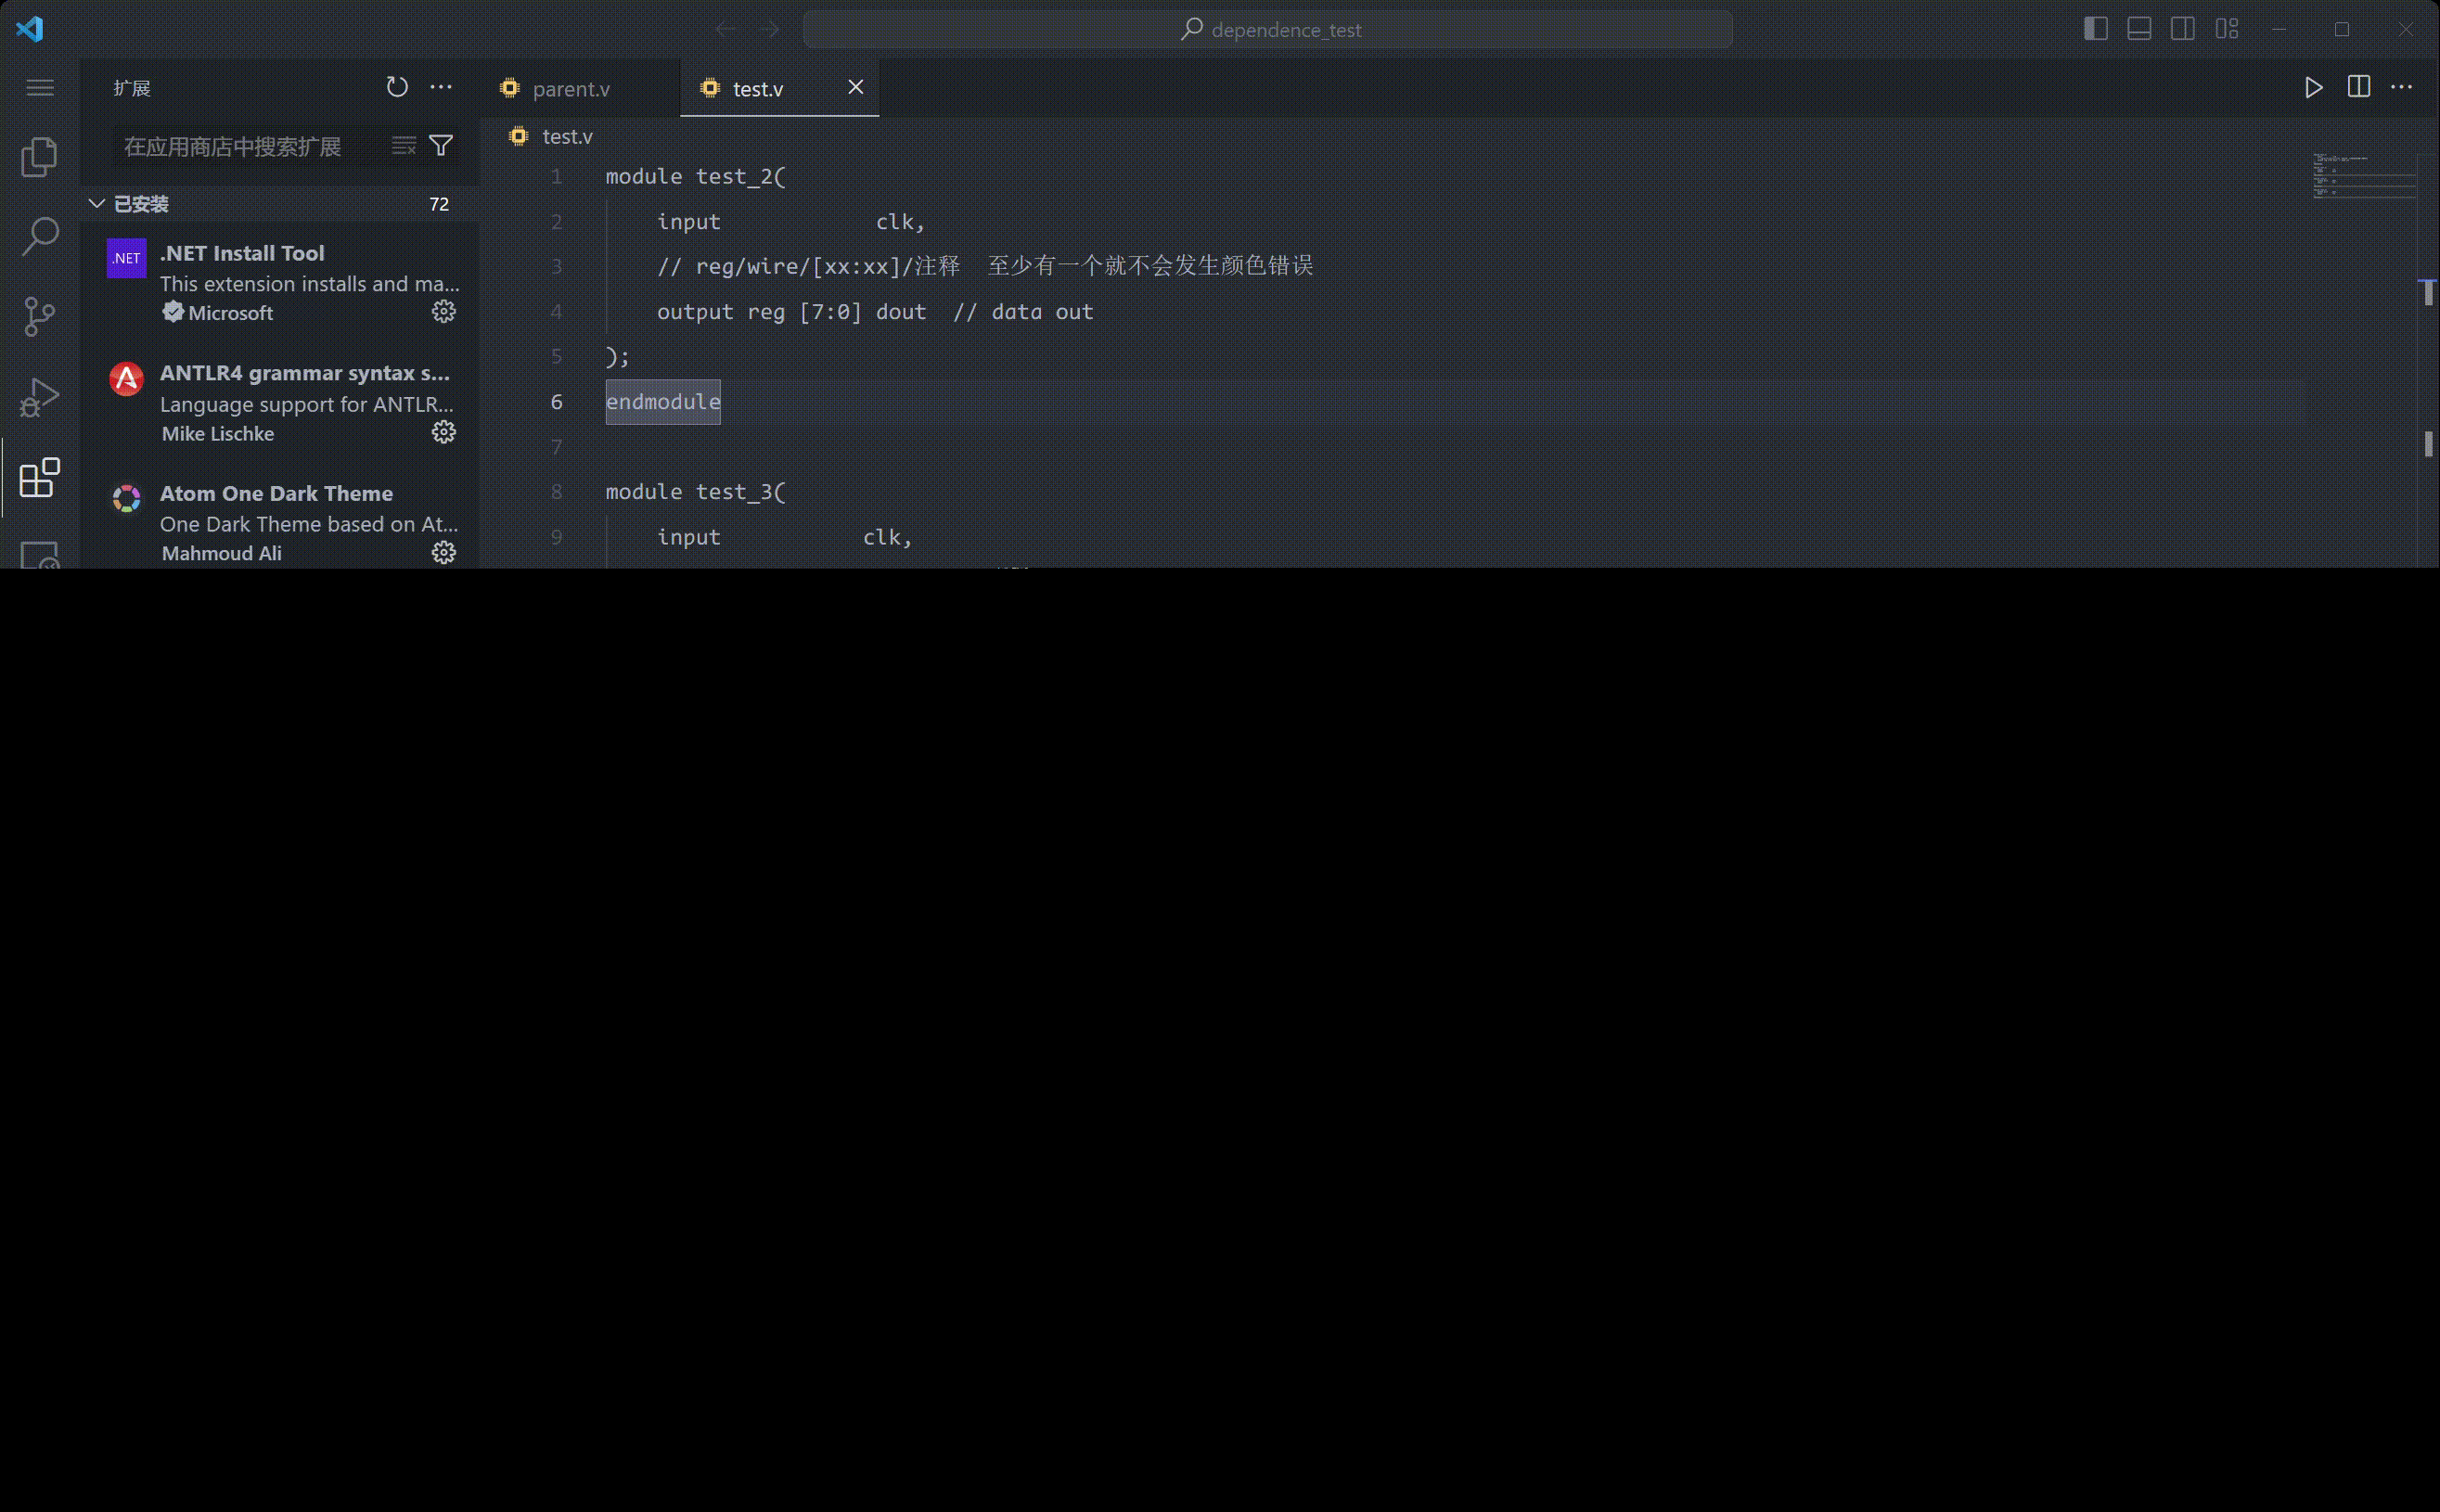 dependence_test
扩展
parent.v
test.v
在应用商店中搜索扩展
test.v
已安装 72
.NET
.NET Install Tool
This extension installs and ma...
Microsoft
ANTLR4 grammar syntax s...
Language support for ANTLR...
Mike Lischke
Atom One Dark Theme
One Dark Theme based on At...
Mahmoud Ali
1 module test_2(
2 input clk,
3 // reg/wire/[xx:xx]/注释 至少有一个就不会发生颜色错误
4 output reg [7:0] dout // data out
5 );
6 endmodule
7
8 module test_3(
9 input clk,